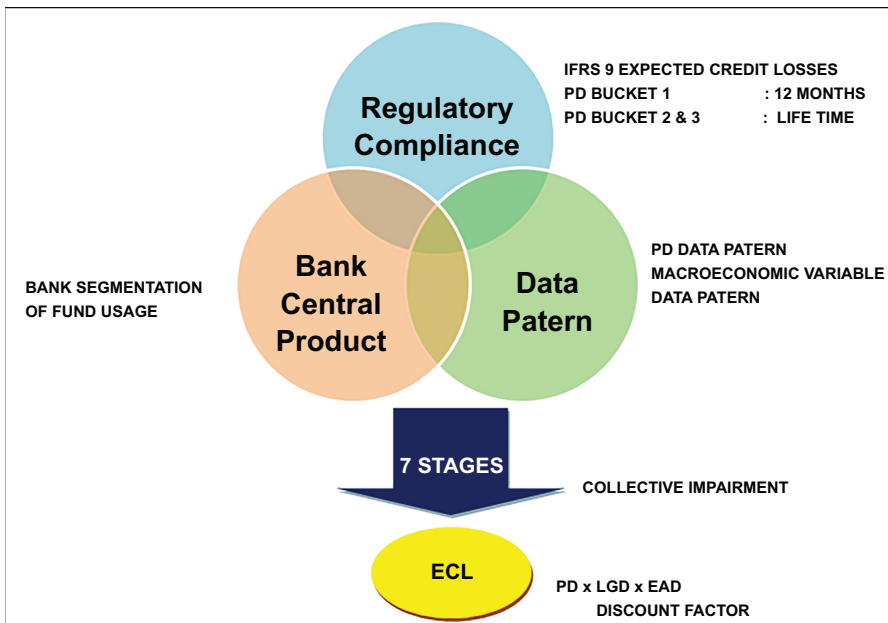 IFRS 9 EXPECTED CREDIT LOSSES
PD BUCKET 1 : 12 MONTHS
PD BUCKET 2 & 3 : LIFE TIME
Regulatory
Compliance
BANK SEGMENTATION
OF FUND USAGE
Bank
Central
Product
Data
Patern
PD DATA PATERN
MACROECONOMIC VARIABLE
DATA PATERN
7 STAGES
COLLECTIVE IMPAIRMENT
ECL
PD x LGD x EAD
DISCOUNT FACTOR